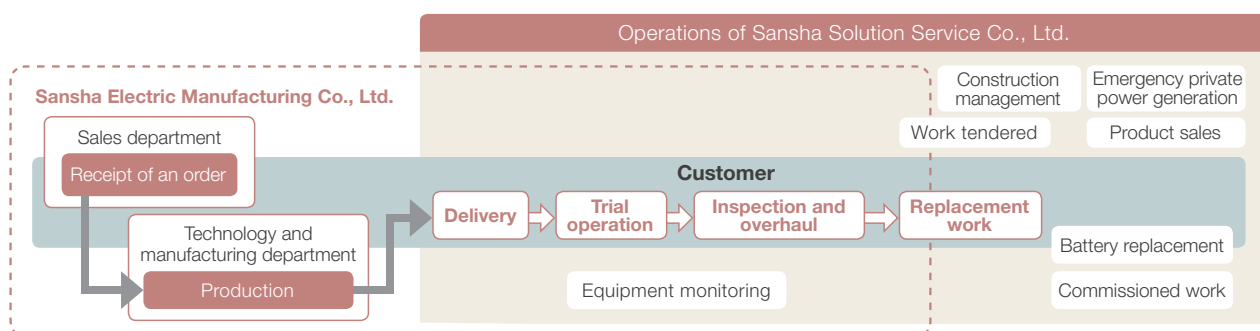 Operations of Sansha Solution Service Co., Ltd.
Sansha Electric Manufacturing Co., Ltd.
Construction
management
Emergency private
power generation
Sales department
Work tendered
Product sales
Receipt of an order
Customer
Delivery
Trial
operation
Inspection and
overhaul
Replacement
work
Technology and
manufacturing department
Battery replacement
Production
Equipment monitoring
Commissioned work